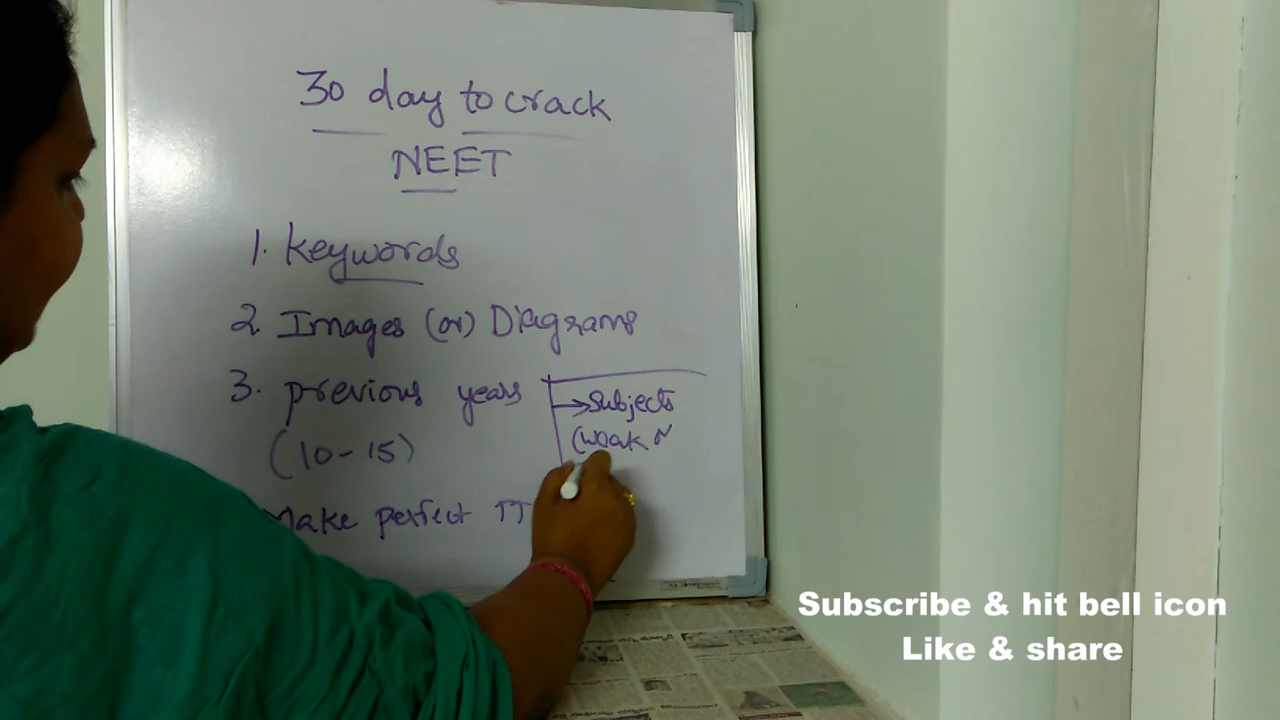 30 day to crack
NEET
1. Keywords
2 Images (or) Diagrams
3. previous years
(10-15)
→ Subjects
(weak
Make perfect TT
Subscribe & hit bell icon
Like & share